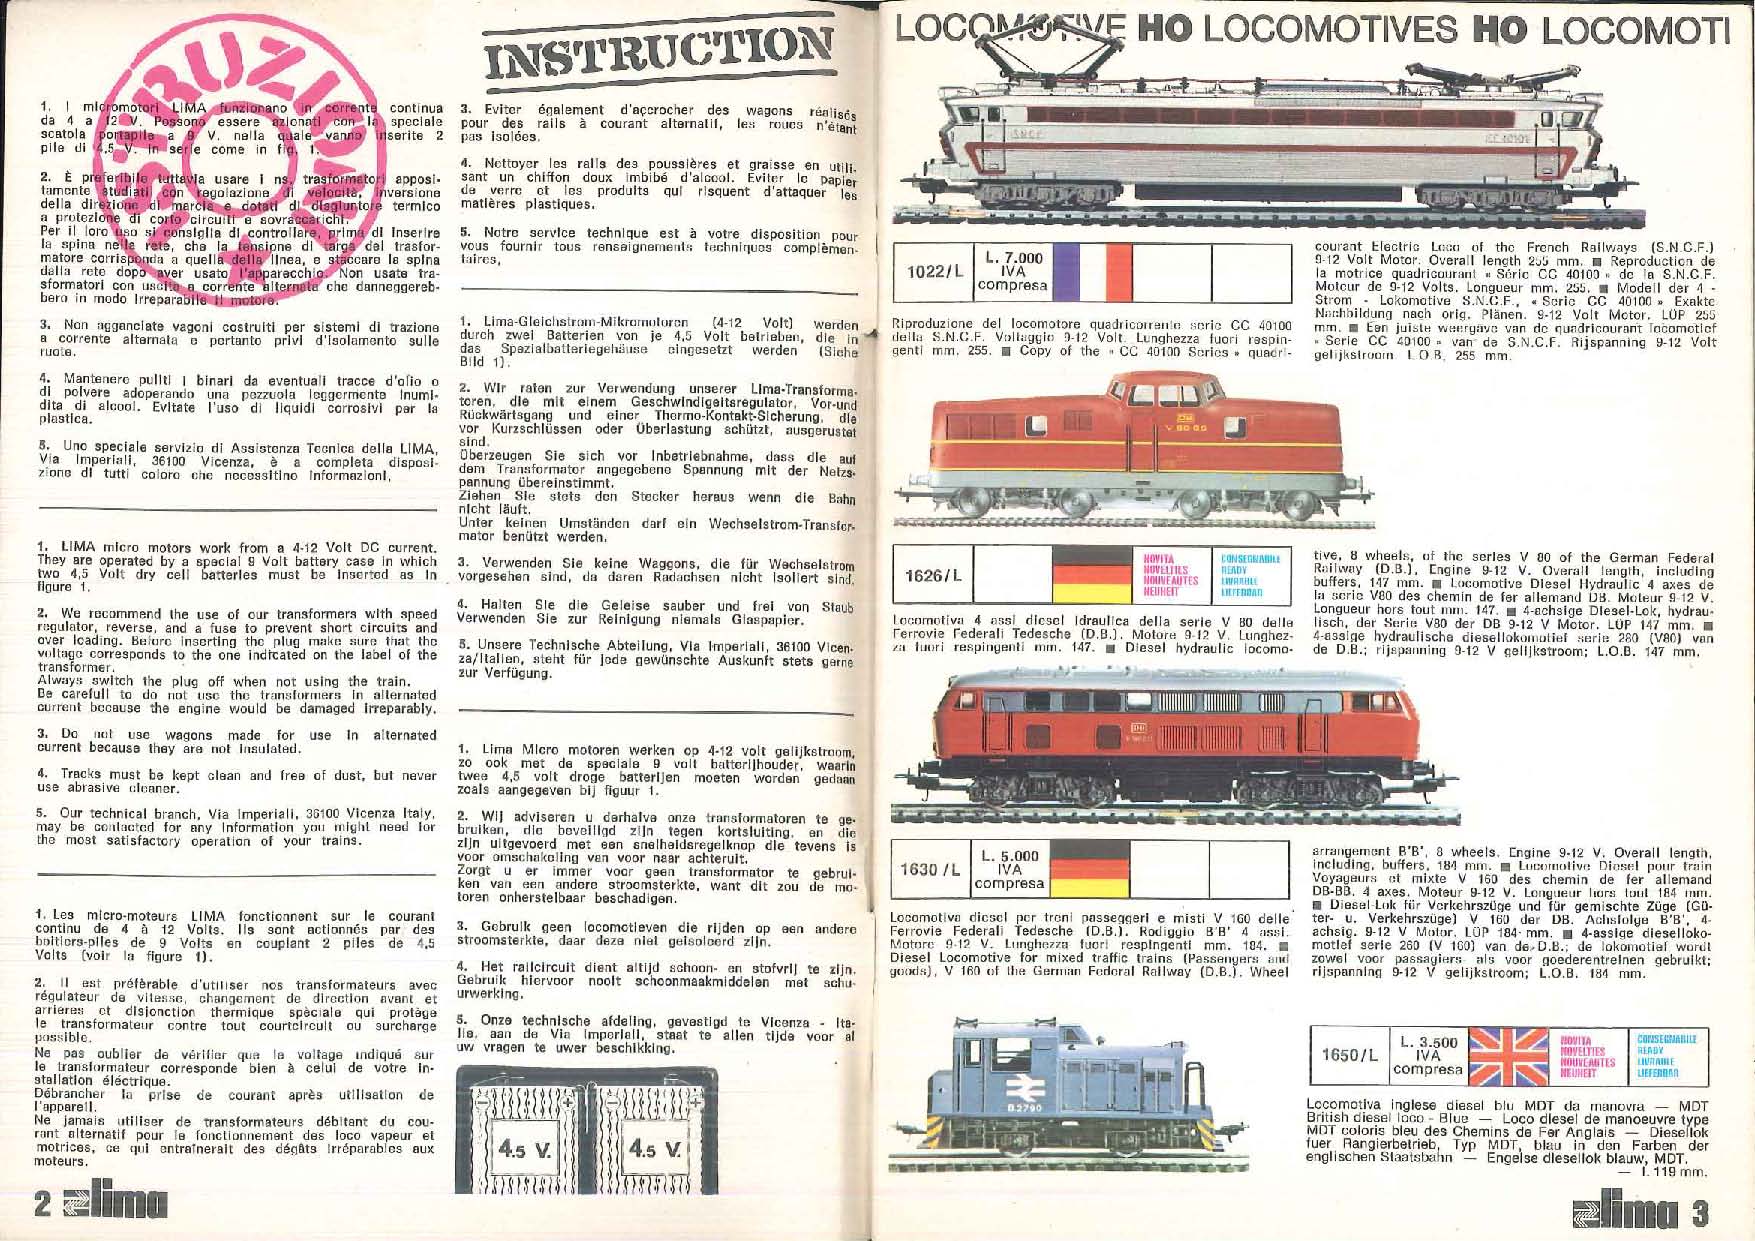 ISTRUZIONI
1. I micromotori LIMA funzionano in corrente continua
da 4 a 12 V. Possono essere azionati con la speciale
scatola portapile a 9 V. nella quale vanno inserite 2
pile di 4,5 V. in serie come in fig. 1.
2. È preferibile tuttavia usare i ns. trasformatori apposi-
tamente studiati con regolazione di velocità, inversione
della direzione di marcia e dotati di disgiuntore termico
a protezione di corto circuiti e sovraccarichi.
Per il loro uso si consiglia di controllare, prima di inserire
la spina nella rete, che la tensione di targa del trasfor-
matore corrisponda a quella della linea, e staccare la spina
dalla rete dopo aver usato l'apparecchio. Non usate tra-
sformatori con uscita a corrente alternata che danneggereb-
bero in modo irreparabile il motore.
3. Non agganciate vagoni costruiti per sistemi di trazione
a corrente alternata e pertanto privi d'isolamento sulle
ruote.
4. Mantenere puliti i binari da eventuali tracce d'olio o
di polvere adoperando una pezzuola leggermente inumi-
dita di alcool. Evitate l'uso di liquidi corrosivi per la
plastica.
5. Uno speciale servizio di Assistenza Tecnica della LIMA,
Via Imperiali, 36100 Vicenza, è a completa disposi-
zione di tutti coloro che necessitino informazioni,
1. LIMA micro motors work from a 4-12 Volt DC current.
They are operated by a special 9 Volt battery case in which
two 4,5 Volt dry cell batteries must be inserted as in
figure 1.
2. We recommend the use of our transformers with speed
regulator, reverse, and a fuse to prevent short circuits and
over loading. Before inserting the plug make sure that the
voltage corresponds to the one indicated on the label of the
transformer.
Always switch the plug off when not using the train.
Be carefull to do not use the transformers in alternated
current because the engine would be damaged irreparably.
3. Do not use wagons made for use in alternated
current because they are not insulated.
4. Tracks must be kept clean and free of dust, but never
use abrasive cleaner.
5. Our technical branch, Via Imperiali, 36100 Vicenza Italy,
may be contacted for any information you might need for
the most satisfactory operation of your trains.
1. Les micro-moteurs LIMA fonctionnent sur le courant
continu de 4 à 12 Volts. Ils sont actionnés par des
boitiers-piles de 9 Volts en couplant 2 piles de 4,5
Volts (voir la figure 1).
2. Il est préférable d'utiliser nos transformateurs avec
régulateur de vitesse, changement de direction avant et
arrieres et disjonction thermique spèciale qui protège
le transformateur contre tout courtcircuit ou surcharge
possible.
Ne pas oublier de vérifier que le voltage indiqué sur
le transformateur corresponde bien à celui de votre in-
stallation éléctrique.
Débrancher la prise de courant après utilisation de
l'appareil.
Ne jamais utiliser de transformateurs débitant du cou-
rant alternatif pour le fonctionnement des loco vapeur et
motrices, ce qui entraînerait des dégâts irréparables aux
moteurs.
2 lima
INSTRUCTION
3. Eviter également d'accrocher des wagons réalisés
pour des rails à courant alternatif, les roues n'étant
pas isolées.
4. Nettoyer les rails des poussières et graisse en utili.
sant un chiffon doux imbibé d'alcool. Eviter le papier
de verre et les produits qui risquent d'attaquer les
matières plastiques.
5. Notre service technique est à votre disposition pour
vous fournir tous renseignements techniques complèmen-
taires,
1. Lima-Gleichstrom-Mikromotoren (4-12 Volt) werden
durch zwei Batterien von je 4,5 Volt betrieben, die in
das Spezialbatteriegehäuse eingesetzt werden (Siehe
Bild 1).
2. Wir raten zur Verwendung unserer Lima-Transforma-
toren, die mit einem Geschwindigeitsregulator, Vor-und
Rückwärtsgang und einer Thermo-Kontakt-Sicherung, die
vor Kurzschlüssen oder Überlastung schützt, ausgerustet
sind.
Überzeugen Sie sich vor Inbetriebnahme, dass die auf
dem Transformator angegebene Spannung mit der Netzs-
pannung übereinstimmt.
Ziehen Sie stets den Stecker heraus wenn die Bahn
nicht läuft.
Unter keinen Umständen darf ein Wechselstrom-Transfor-
mator benützt werden.
3. Verwenden Sie keine Waggons, die für Wechselstrom
vorgesehen sind, da daren Radachsen nicht isoliert sind.
4. Halten Sie die Geleise sauber und frei von Staub
Verwenden Sie zur Reinigung niemals Glaspapier.
5. Unsere Technische Abteilung, Via Imperiali, 36100 Vicen-
za/Italien, steht für jede gewünschte Auskunft stets gerne
zur Verfügung.
1. Lima Micro motoren werken op 4-12 volt gelijkstroom,
zo ook met de speciale 9 volt batterijhouder, waarin
twee 4,5 volt droge batterijen moeten worden gedaan
zoals aangegeven bij figuur 1.
2. Wij adviseren u derhalve onze transformatoren te ge-
bruiken, die beveiligd zijn tegen kortsluiting, en die
zijn uitgevoerd met een snelheidsregelknop die tevens is
voor omschakeling van voor naar achteruit.
Zorgt u er immer voor geen transformator te gebrui-
ken van een andere stroomsterkte, want dit zou de mo-
toren onherstelbaar beschadigen.
3. Gebruik geen locomotieven die rijden op een andere
stroomsterkte, daar deze niet geisoleerd zijn.
4. Het railcircuit dient altijd schoon- en stofvrij te zijn.
Gebruik hiervoor nooit schoonmaakmiddelen met schu-
urwerking.
5. Onze technische afdeling, gevestigd te Vicenza - Ita-
lie, aan de Via Imperiali, staat te allen tijde voor al
uw vragen te uwer beschikking.
4.5 V. 4.5 V.
LOCOMOTIVE HO LOCOMOTIVES HO LOCOMOTI
S.N.C.F. CC 40101
1022/L
L. 7.000
IVA
compresa
Riproduzione del locomotore quadricorrente serie CC 40100
della S.N.C.F. Voltaggio 9-12 Volt. Lunghezza fuori respin-
genti mm. 255. ■ Copy of the « CC 40100 Series » quadri-
courant Electric Loco of the French Railways (S.N.C.F.)
9-12 Volt Motor. Overall length 255 mm. ■ Reproduction de
la motrice quadricourant « Série CC 40100 » de la S.N.C.F.
Moteur de 9-12 Volts. Longueur mm. 255. ■ Modell der 4 -
Strom - Lokomotive S.N.C.F., « Serie CC 40100 » Exakte
Nachbildung nach orig. Plänen. 9-12 Volt Motor. LÜP 255
mm. ■ Een juiste weergave van de quadricourant locomotief
« Serie CC 40100 » van de S.N.C.F. Rijspanning 9-12 Volt
gelijkstroom L.O.B. 255 mm.
DB
V 80 05
1626/L
NOVITA
NOVELTIES
NOUVEAUTES
NEUHEIT
CONSEGNABILE
READY
LIVRABLE
LIEFERBAR
Locomotiva 4 assi diesel idraulica della serie V 80 delle
Ferrovie Federali Tedesche (D.B.). Motore 9-12 V. Lunghez-
za fuori respingenti mm. 147. ■ Diesel hydraulic locomo-
tive, 8 wheels, of the series V 80 of the German Federal
Railway (D.B.), Engine 9-12 V. Overall length, including
buffers, 147 mm. ■ Locomotive Diesel Hydraulic 4 axes de
la serie V80 des chemin de fer allemand DB. Moteur 9-12 V.
Longueur hors tout mm. 147. ■ 4-achsige Diesel-Lok, hydrau-
lisch, der Serie V80 der DB 9-12 V Motor. LÜP 147 mm. ■
4-assige hydraulische diesellokomotief serie 280 (V80) van
de D.B.; rijspanning 9-12 V gelijkstroom; L.O.B. 147 mm.
DB
1630 /L
L. 5.000
IVA
compresa
Locomotiva diesel per treni passeggeri e misti V 160 delle
Ferrovie Federali Tedesche (D.B.). Rodiggio B'B' 4 assi.
Motore 9-12 V. Lunghezza fuori respingenti mm. 184. ■
Diesel Locomotive for mixed traffic trains (Passengers and
goods), V 160 of the German Federal Railway (D.B.). Wheel
arrangement B'B', 8 wheels. Engine 9-12 V. Overall length,
including, buffers, 184 mm. ■ Locomotive Diesel pour train
Voyageurs et mixte V 160 des chemin de fer allemand
DB-BB. 4 axes, Moteur 9-12 V. Longueur hors tout 184 mm.
■ Diesel-Lok für Verkehrszüge und für gemischte Züge (Gü-
ter- u. Verkehrszüge) V 160 der DB. Achsfolge B'B', 4-
achsig. 9-12 V Motor. LÜP 184 mm. ■ 4-assige dieselloko-
motief serie 260 (V 160) van de D.B.; de lokomotief wordt
zowel voor passagiers- als voor goederentreinen gebruikt;
rijspanning 9-12 V gelijkstroom; L.O.B. 184 mm.
D.2790
1650/L
L. 3.500
IVA
compresa
NOVITA
NOVELTIES
NOUVEAUTES
NEUHEIT
CONSEGNABILE
READY
LIVRABLE
LIEFERBAR
Locomotiva inglese diesel blu MDT da manovra — MDT
British diesel loco - Blue — Loco diesel de manoeuvre type
MDT coloris bleu des Chemins de Fer Anglais — Diesellok
fuer Rangierbetrieb, Typ MDT, blau in den Farben der
englischen Staatsbahn — Engelse diesellok blauw, MDT.
— l. 119 mm.
lima 3